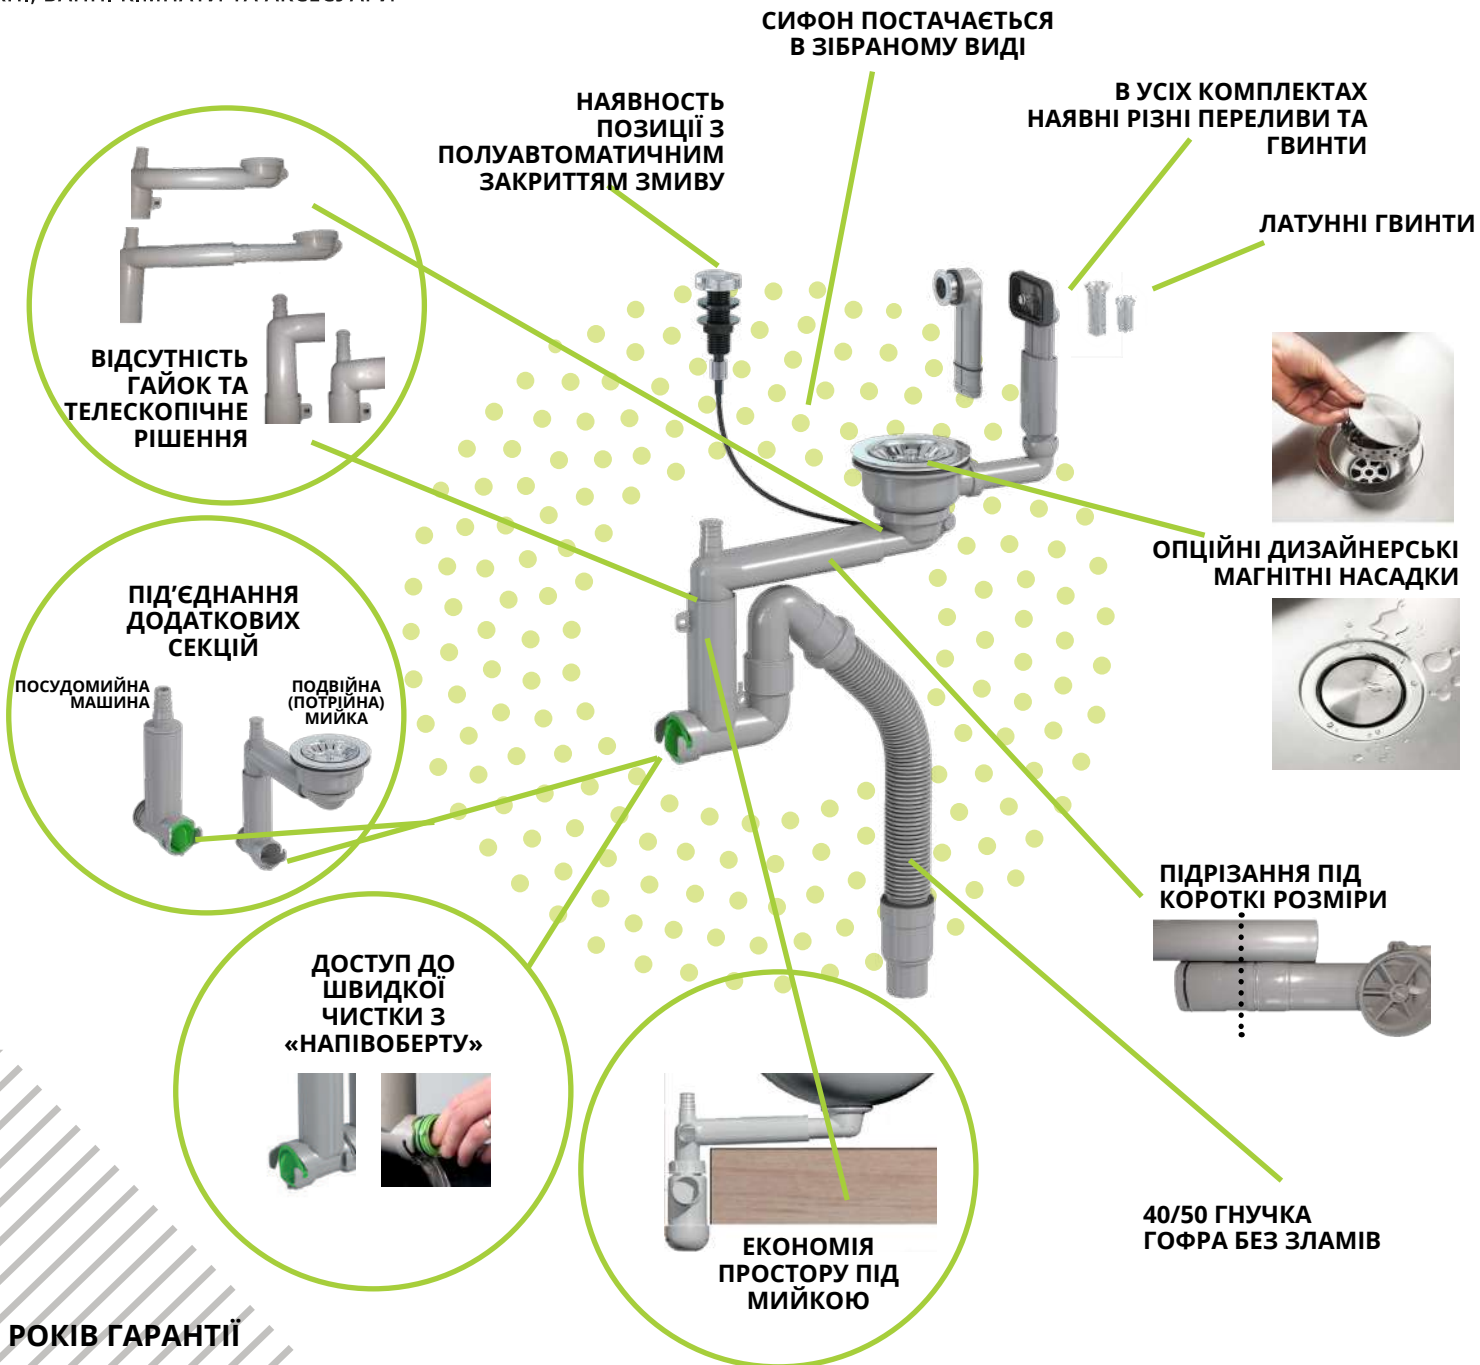 СИФОН ПОСТАЧАЄТЬСЯ
В ЗІБРАНОМУ ВИДІ
НАЯВНОСТЬ
ПОЗИЦІЇ З
ПОЛУАВТОМАТИЧНИМ
ЗАКРИТТЯМ ЗМИВУ
В УСІХ КОМПЛЕКТАХ
НАЯВНІ РІЗНІ ПЕРЕЛИВИ ТА
ГВИНТИ
ЛАТУННІ ГВИНТИ
ВІДСУТНІСТЬ
ГАЙОК ТА
ТЕЛЕСКОПІЧНЕ
РІШЕННЯ
ОПЦІЙНІ ДИЗАЙНЕРСЬКІ
МАГНІТНІ НАСАДКИ
ПІД’ЄДНАННЯ
ДОДАТКОВИХ
СЕКЦІЙ
ПОСУДОМИЙНА
МАШИНА
ПОДВІЙНА
(ПОТРІЙНА)
МИЙКА
ПІДРІЗАННЯ ПІД
КОРОТКІ РОЗМІРИ
ДОСТУП ДО
ШВИДКОЇ
ЧИСТКИ З
«НАПІВОБЕРТУ»
40/50 ГНУЧКА
ГОФРА БЕЗ ЗЛАМІВ
ЕКОНОМІЯ
ПРОСТОРУ ПІД
МИЙКОЮ
РОКІВ ГАРАНТІЇ